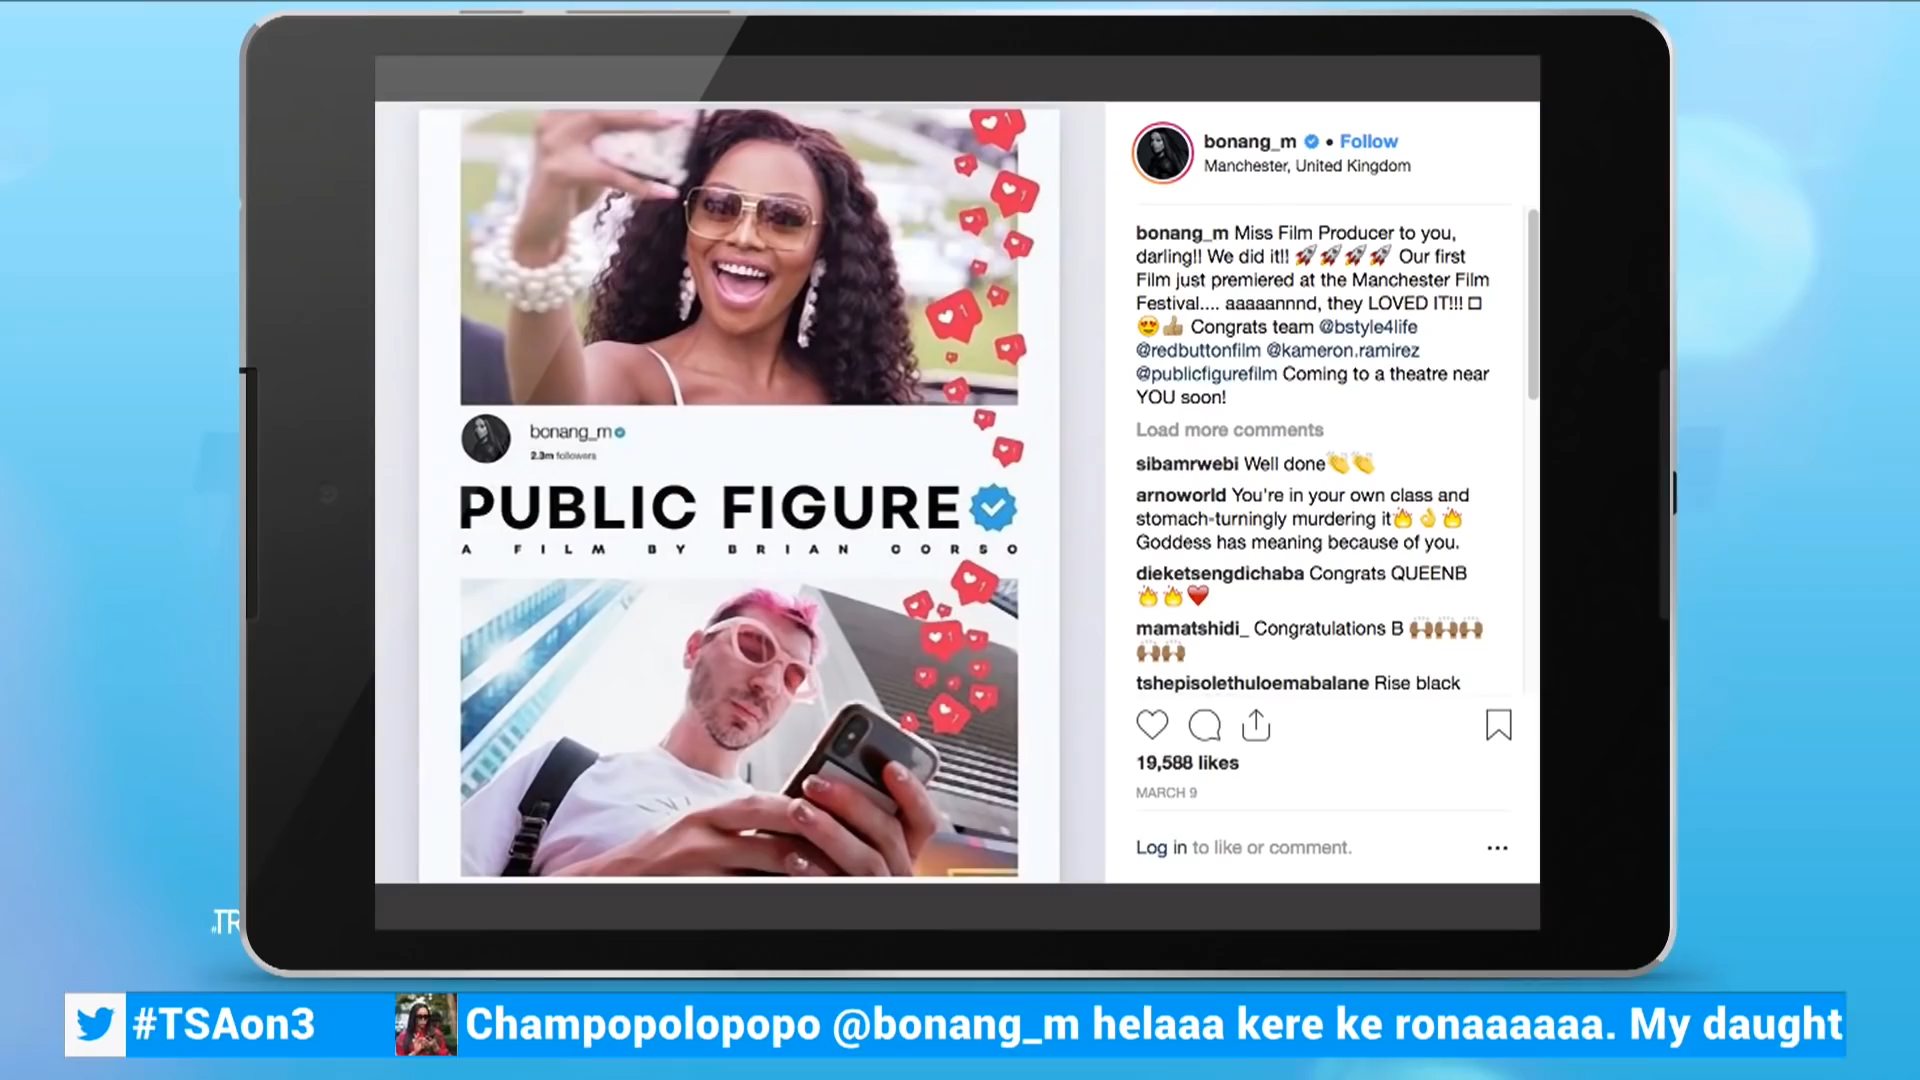 bonang_m • Follow
Manchester, United Kingdom
bonang_m Miss Film Producer to you,
darling!! We did it!! 🚀🚀🚀🚀 Our first
Film just premiered at the Manchester Film
Festival.... aaaaannnd, they LOVED IT!!! □
😍👍🏽 Congrats team @bstyle4life
@redbuttonfilm @kameron.ramirez
@publicfigurefilm Coming to a theatre near
YOU soon!
Load more comments
sibamrwebi Well done👏👏
arnoworld You're in your own class and
stomach-turningly murdering it🔥👌🔥
Goddess has meaning because of you.
dieketsengdichaba Congrats QUEENB
🔥🔥❤️
mamatshidi_ Congratulations B 🙌🏽🙌🏽🙌🏽
🙌🏽🙌🏽
tshepisolethuloemabalane Rise black
19,588 likes
MARCH 9
Log in to like or comment.
bonang_m
2.3m followers
PUBLIC FIGURE
A FILM BY BRIAN CORSO
#TR
#TSAon3
Champopolopopo @bonang_m helaaa kere ke ronaaaaaa. My daught